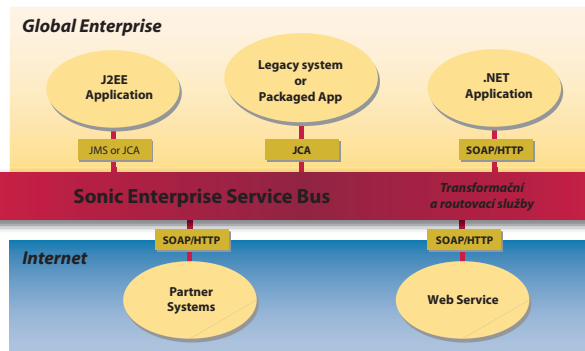 Global Enterprise
J2EE
Application
Legacy system
or
Packaged App
.NET
Application
JMS or JCA
JCA
SOAP/HTTP
Sonic Enterprise Service Bus
Transformační
a routovací služby
SOAP/HTTP
SOAP/HTTP
Internet
Partner
Systems
Web Service